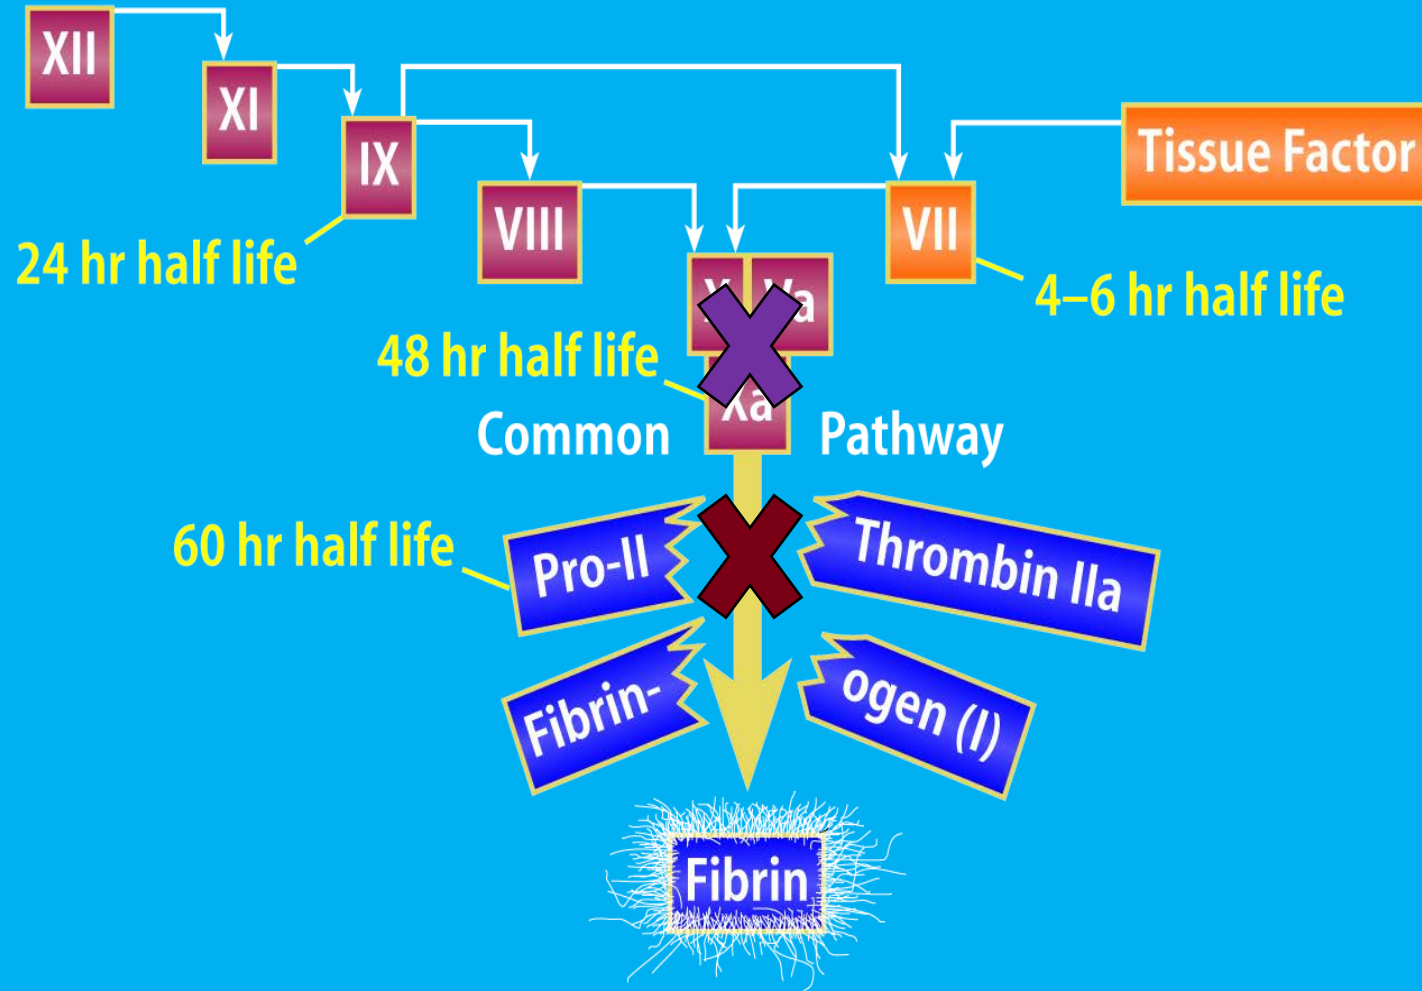 XII
XI
IX
VIII
VII
Tissue Factor
24 hr half life
4–6 hr half life
48 hr half life
Xa
Common Pathway
60 hr half life
Pro-II
Thrombin IIa
Fibrin-
ogen (I)
Fibrin